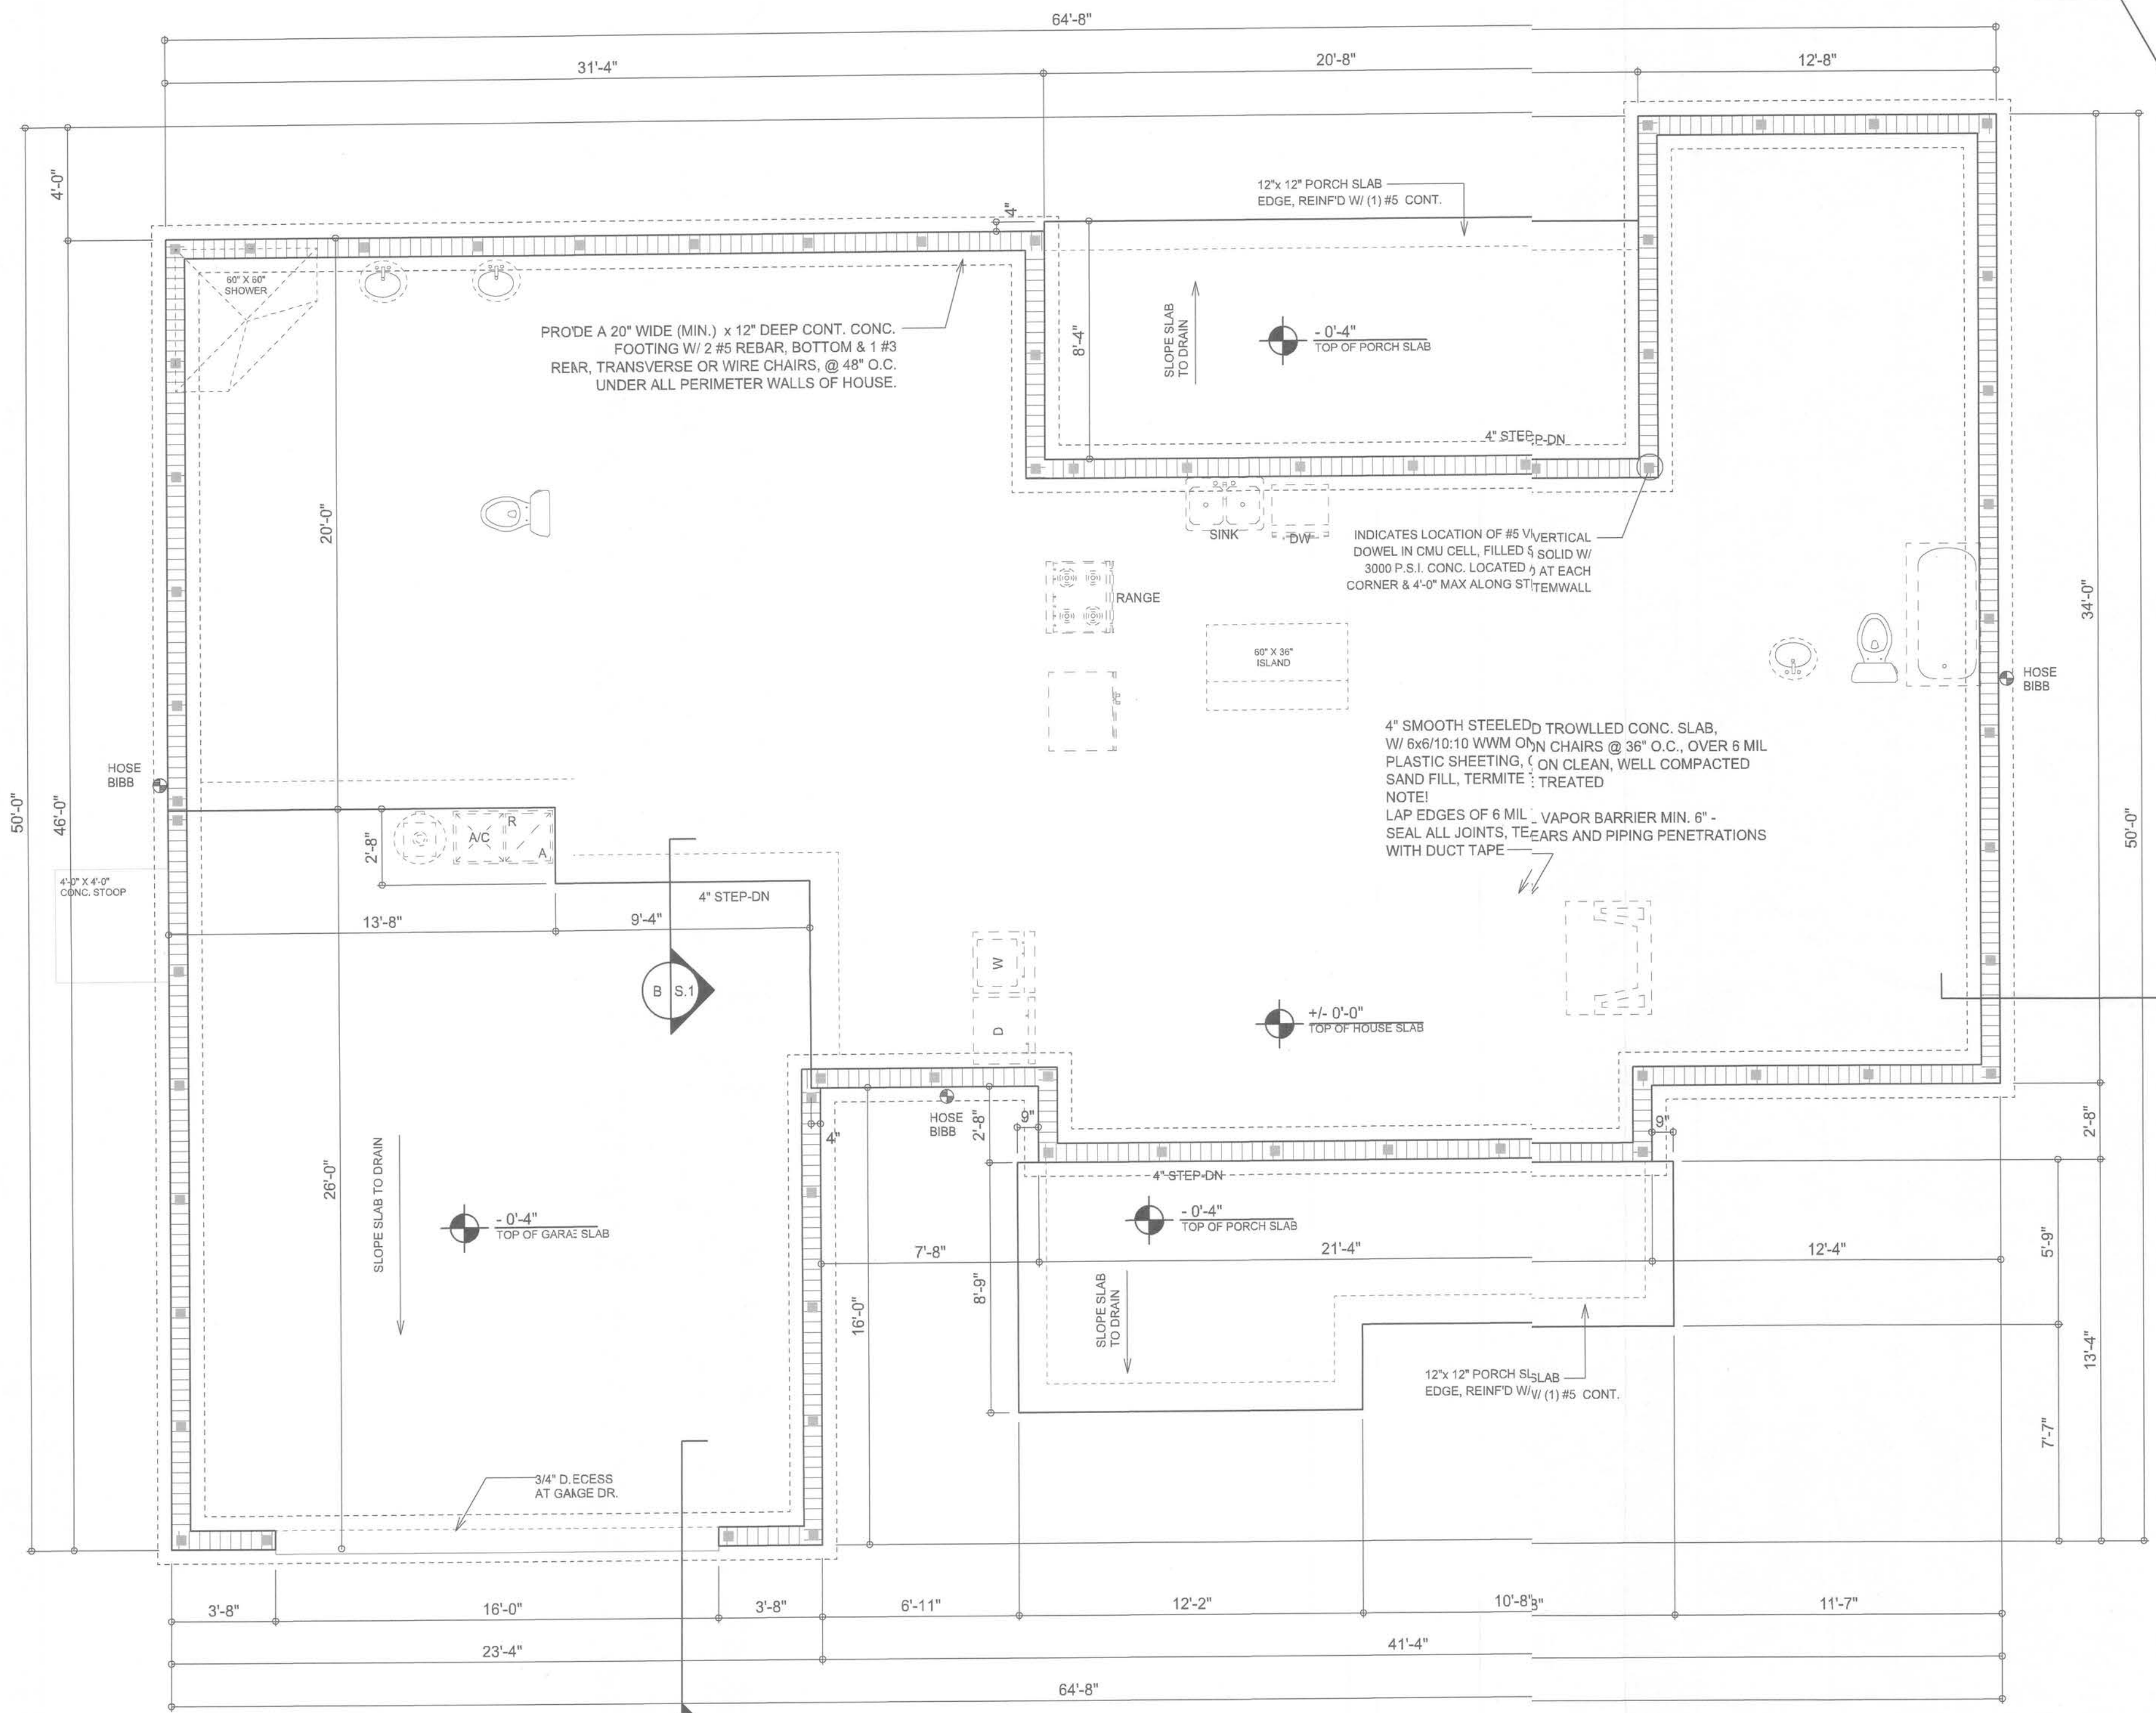 64'-8"
31'-4"
20'-8"
12'-8"
4'-0"
4"
12"x 12" PORCH SLAB
EDGE, REINF'D W/ (1) #5 CONT.
60" X 60"
SHOWER
PRO'DE A 20" WIDE (MIN.) x 12" DEEP CONT. CONC.
FOOTING W/ 2 #5 REBAR, BOTTOM & 1 #3
TRANSVERSE OR WIRE CHAIRS, @ 48" O.C.
UNDER ALL PERIMETER WALLS OF HOUSE.
8'-4"
SLOPE SLAB
TO DRAIN
- 0'-4"
TOP OF PORCH SLAB
4" STEP-DN
20'-0"
SINK
DW
INDICATES LOCATION OF #5 VERTICAL
DOWEL IN CMU CELL, FILLED SOLID W/
3000 P.S.I. CONC. LOCATED AT EACH
CORNER & 4'-0" MAX ALONG STEMWALL
RANGE
60" X 36"
ISLAND
34'-0"
HOSE
BIBB
4" SMOOTH STEELED TROWLLED CONC. SLAB,
W/ 6x6/10:10 WWM ON CHAIRS @ 36" O.C., OVER 6 MIL
PLASTIC SHEETING, ON CLEAN, WELL COMPACTED
SAND FILL, TERMITE TREATED
NOTE!
LAP EDGES OF 6 MIL VAPOR BARRIER MIN. 6" -
SEAL ALL JOINTS, TEARS AND PIPING PENETRATIONS
WITH DUCT TAPE
HOSE
BIBB
50'-0"
46'-0"
50'-0"
2'-8"
A/C
R
A
4'-0" X 4'-0"
CONC. STOOP
4" STEP-DN
13'-8"
9'-4"
B
S.1
W
D
+/- 0'-0"
TOP OF HOUSE SLAB
HOSE
BIBB
2'-8"
9"
9"
4"
2'-8"
4" STEP-DN
SLOPE SLAB TO DRAIN
26'-0"
- 0'-4"
TOP OF SLAB
- 0'-4"
TOP OF PORCH SLAB
7'-8"
21'-4"
12'-4"
5'-9"
8'-9"
16'-0"
SLOPE SLAB
TO DRAIN
13'-4"
12"x 12" PORCH SLAB
EDGE, REINF'D W/ (1) #5 CONT.
7'-7"
3/4" D.ECESS
AT DR.
3'-8"
16'-0"
3'-8"
6'-11"
12'-2"
10'-8"
11'-7"
23'-4"
41'-4"
64'-8"